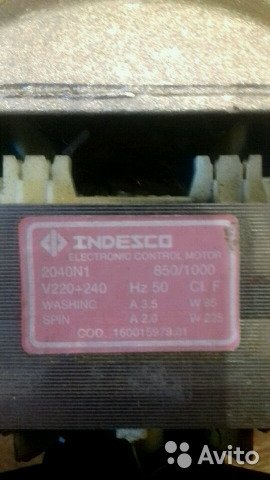 INDESCO
ELECTRONIC CONTROL MOTOR
2040N1 850/1000
V220÷240 Hz 50 CL F
WASHING A 3.5 W 85
SPIN A 2.0 W 235
COD. 160015979.01
Avito